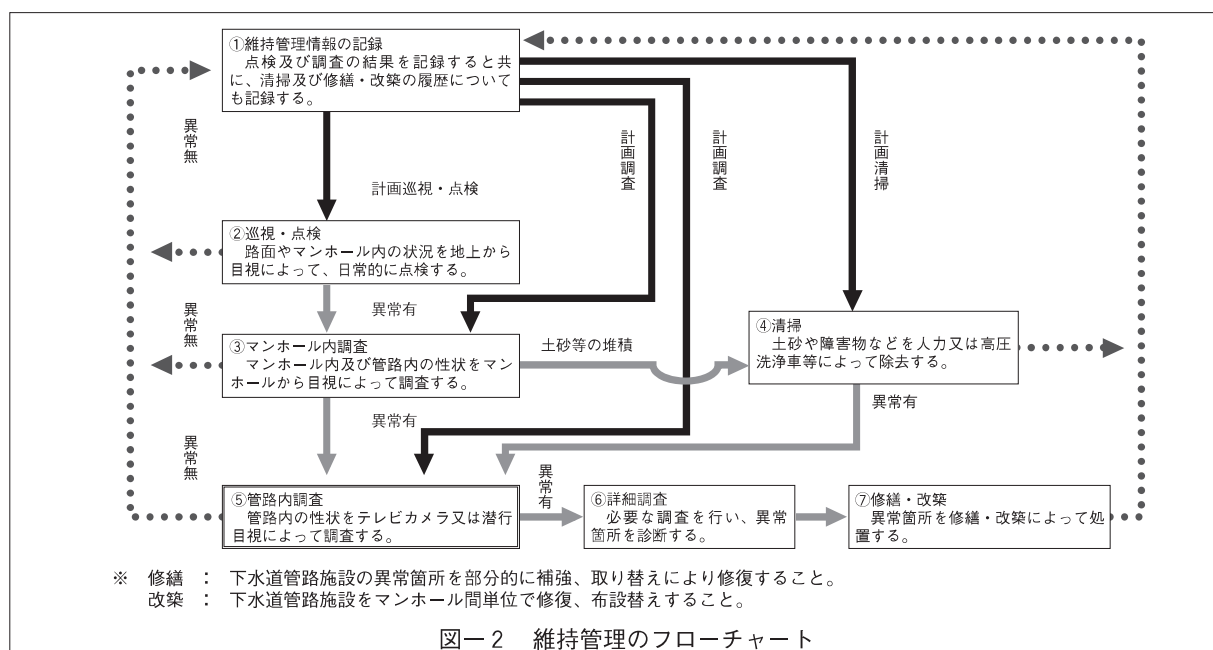 ①維持管理情報の記録
点検及び調査の結果を記録すると共
に、清掃及び修繕・改築の履歴について
も記録する。
異常無
計画調査
計画調査
計画清掃
計画巡視・点検
②巡視・点検
路面やマンホール内の状況を地上から
目視によって、日常的に点検する。
異常無
異常有
③マンホール内調査
マンホール内及び管路内の性状をマン
ホールから目視によって調査する。
土砂等の堆積
④清掃
土砂や障害物などを人力又は高圧
洗浄車等によって除去する。
異常有
異常有
異常無
⑤管路内調査
管路内の性状をテレビカメラ又は潜行
目視によって調査する。
異常有
⑥詳細調査
必要な調査を行い、異常
箇所を診断する。
⑦修繕・改築
異常箇所を修繕・改築によって処
置する。
※ 修繕 : 下水道管路施設の異常箇所を部分的に補強、取り替えにより修復すること。
改築 : 下水道管路施設をマンホール間単位で修復、布設替えすること。
図−2 維持管理のフローチャート